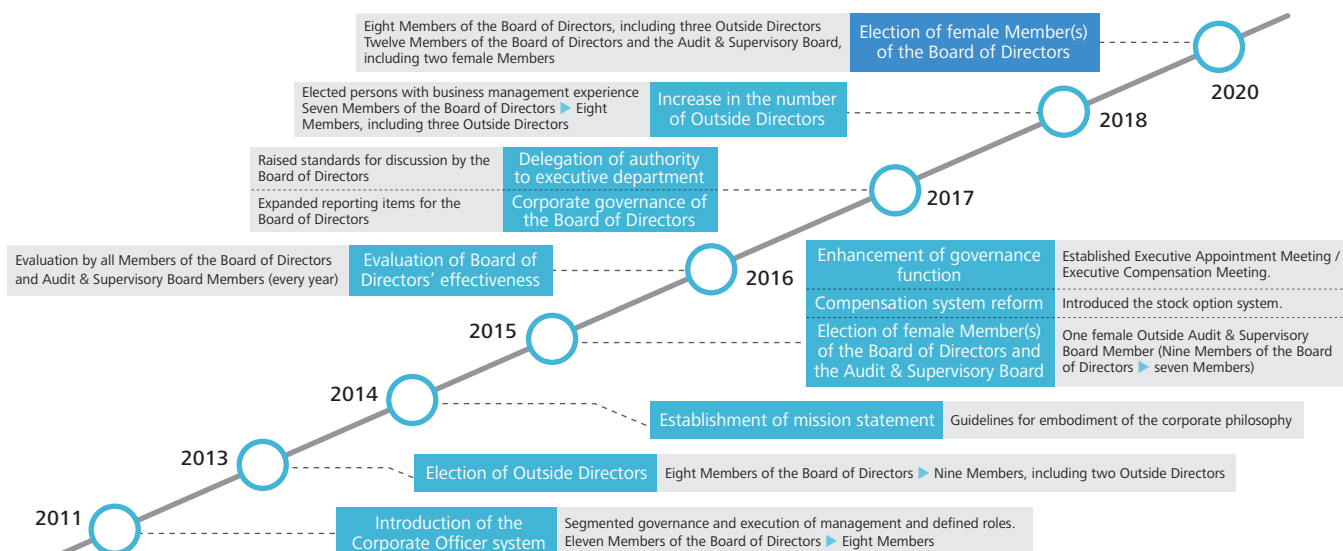 Eight Members of the Board of Directors, including three Outside Directors
Twelve Members of the Board of Directors and the Audit & Supervisory Board,
including two female Members
Election of female Member(s)
of the Board of Directors
2020
Elected persons with business management experience
Seven Members of the Board of Directors ▶ Eight
Members, including three Outside Directors
Increase in the number
of Outside Directors
2018
Raised standards for discussion by the
Board of Directors
Delegation of authority
to executive department
Expanded reporting items for the
Board of Directors
Corporate governance of
the Board of Directors
2017
Evaluation by all Members of the Board of Directors
and Audit & Supervisory Board Members (every year)
Evaluation of Board of
Directors' effectiveness
2016
Enhancement of governance
function
Established Executive Appointment Meeting /
Executive Compensation Meeting.
Compensation system reform
Introduced the stock option system.
Election of female Member(s)
of the Board of Directors and
the Audit & Supervisory Board
One female Outside Audit & Supervisory
Board Member (Nine Members of the Board
of Directors ▶ seven Members)
2015
2014
Establishment of mission statement
Guidelines for embodiment of the corporate philosophy
2013
Election of Outside Directors
Eight Members of the Board of Directors ▶ Nine Members, including two Outside Directors
2011
Introduction of the
Corporate Officer system
Segmented governance and execution of management and defined roles.
Eleven Members of the Board of Directors ▶ Eight Members